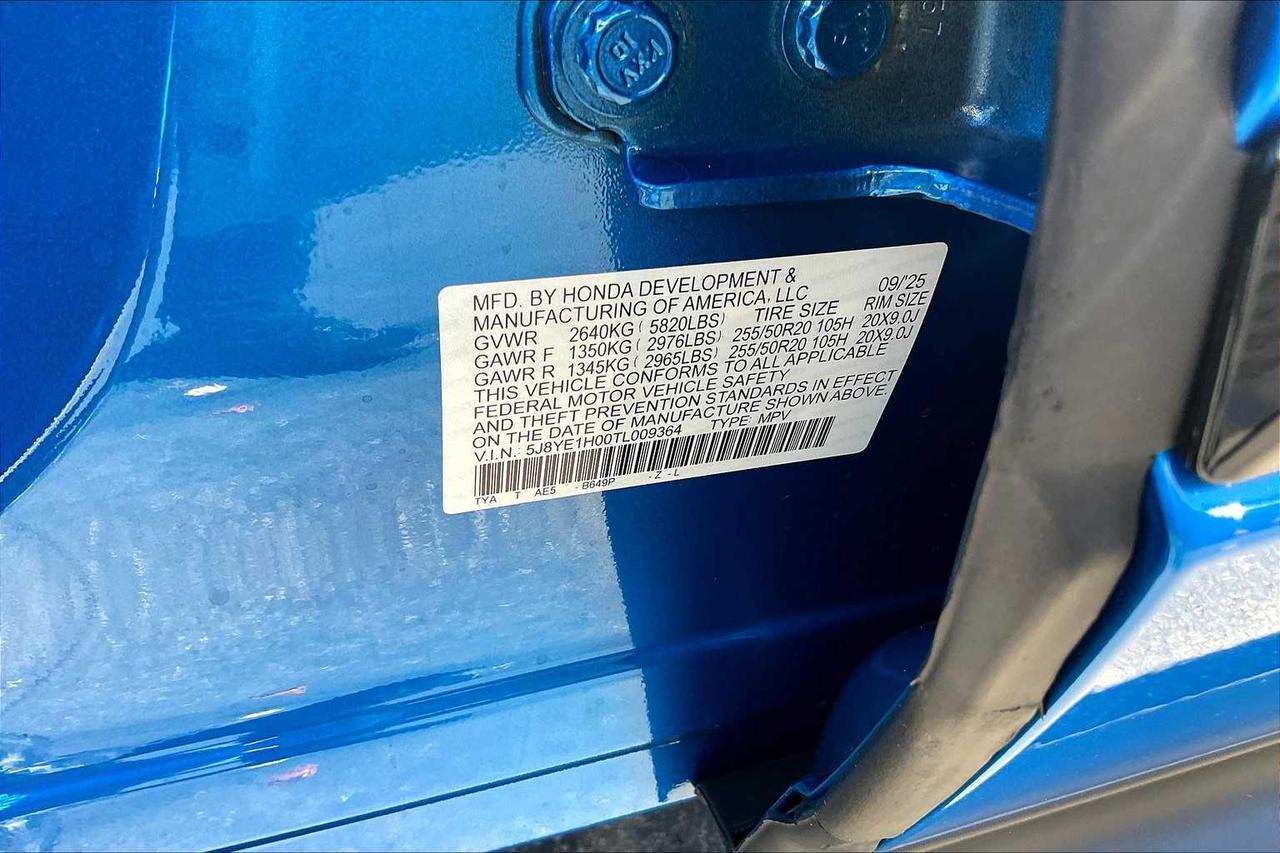 10
MFD. BY HONDA DEVELOPMENT & 09/'25
MANUFACTURING OF AMERICA, LLC
GVWR 2640KG ( 5820LBS) TIRE SIZE RIM SIZE
GAWR F 1350KG ( 2976LBS) 255/50R20 105H 20X9.0J
GAWR R 1345KG ( 2965LBS) 255/50R20 105H 20X9.0J
THIS VEHICLE CONFORMS TO ALL APPLICABLE
FEDERAL MOTOR VEHICLE SAFETY
AND THEFT PREVENTION STANDARDS IN EFFECT
ON THE DATE OF MANUFACTURE SHOWN ABOVE.
V.I.N.: 5J8YE1H00TL009364 TYPE: MPV
TYA T AE5 - B649P - Z - L